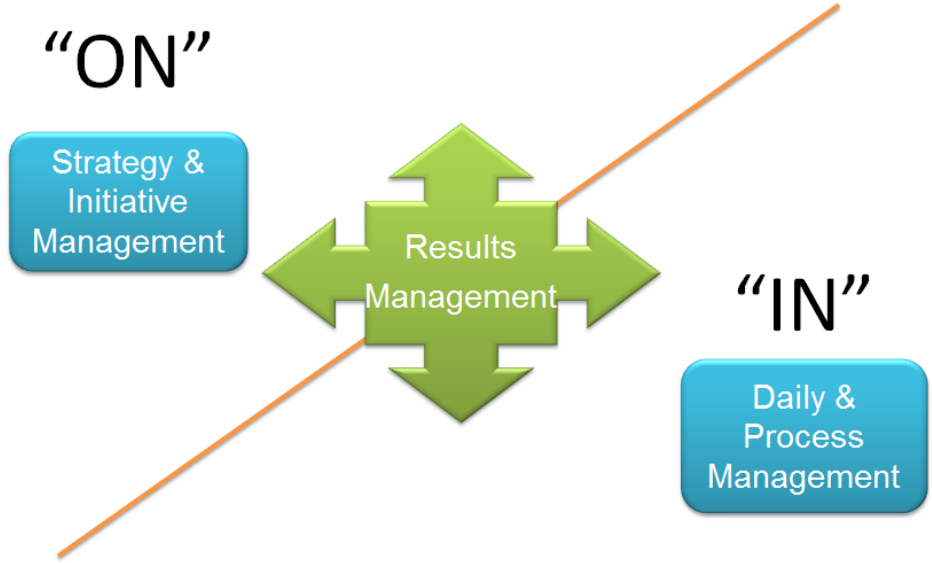 “ON”
Strategy &
Initiative
Management
Results
Management
“IN”
Daily &
Process
Management